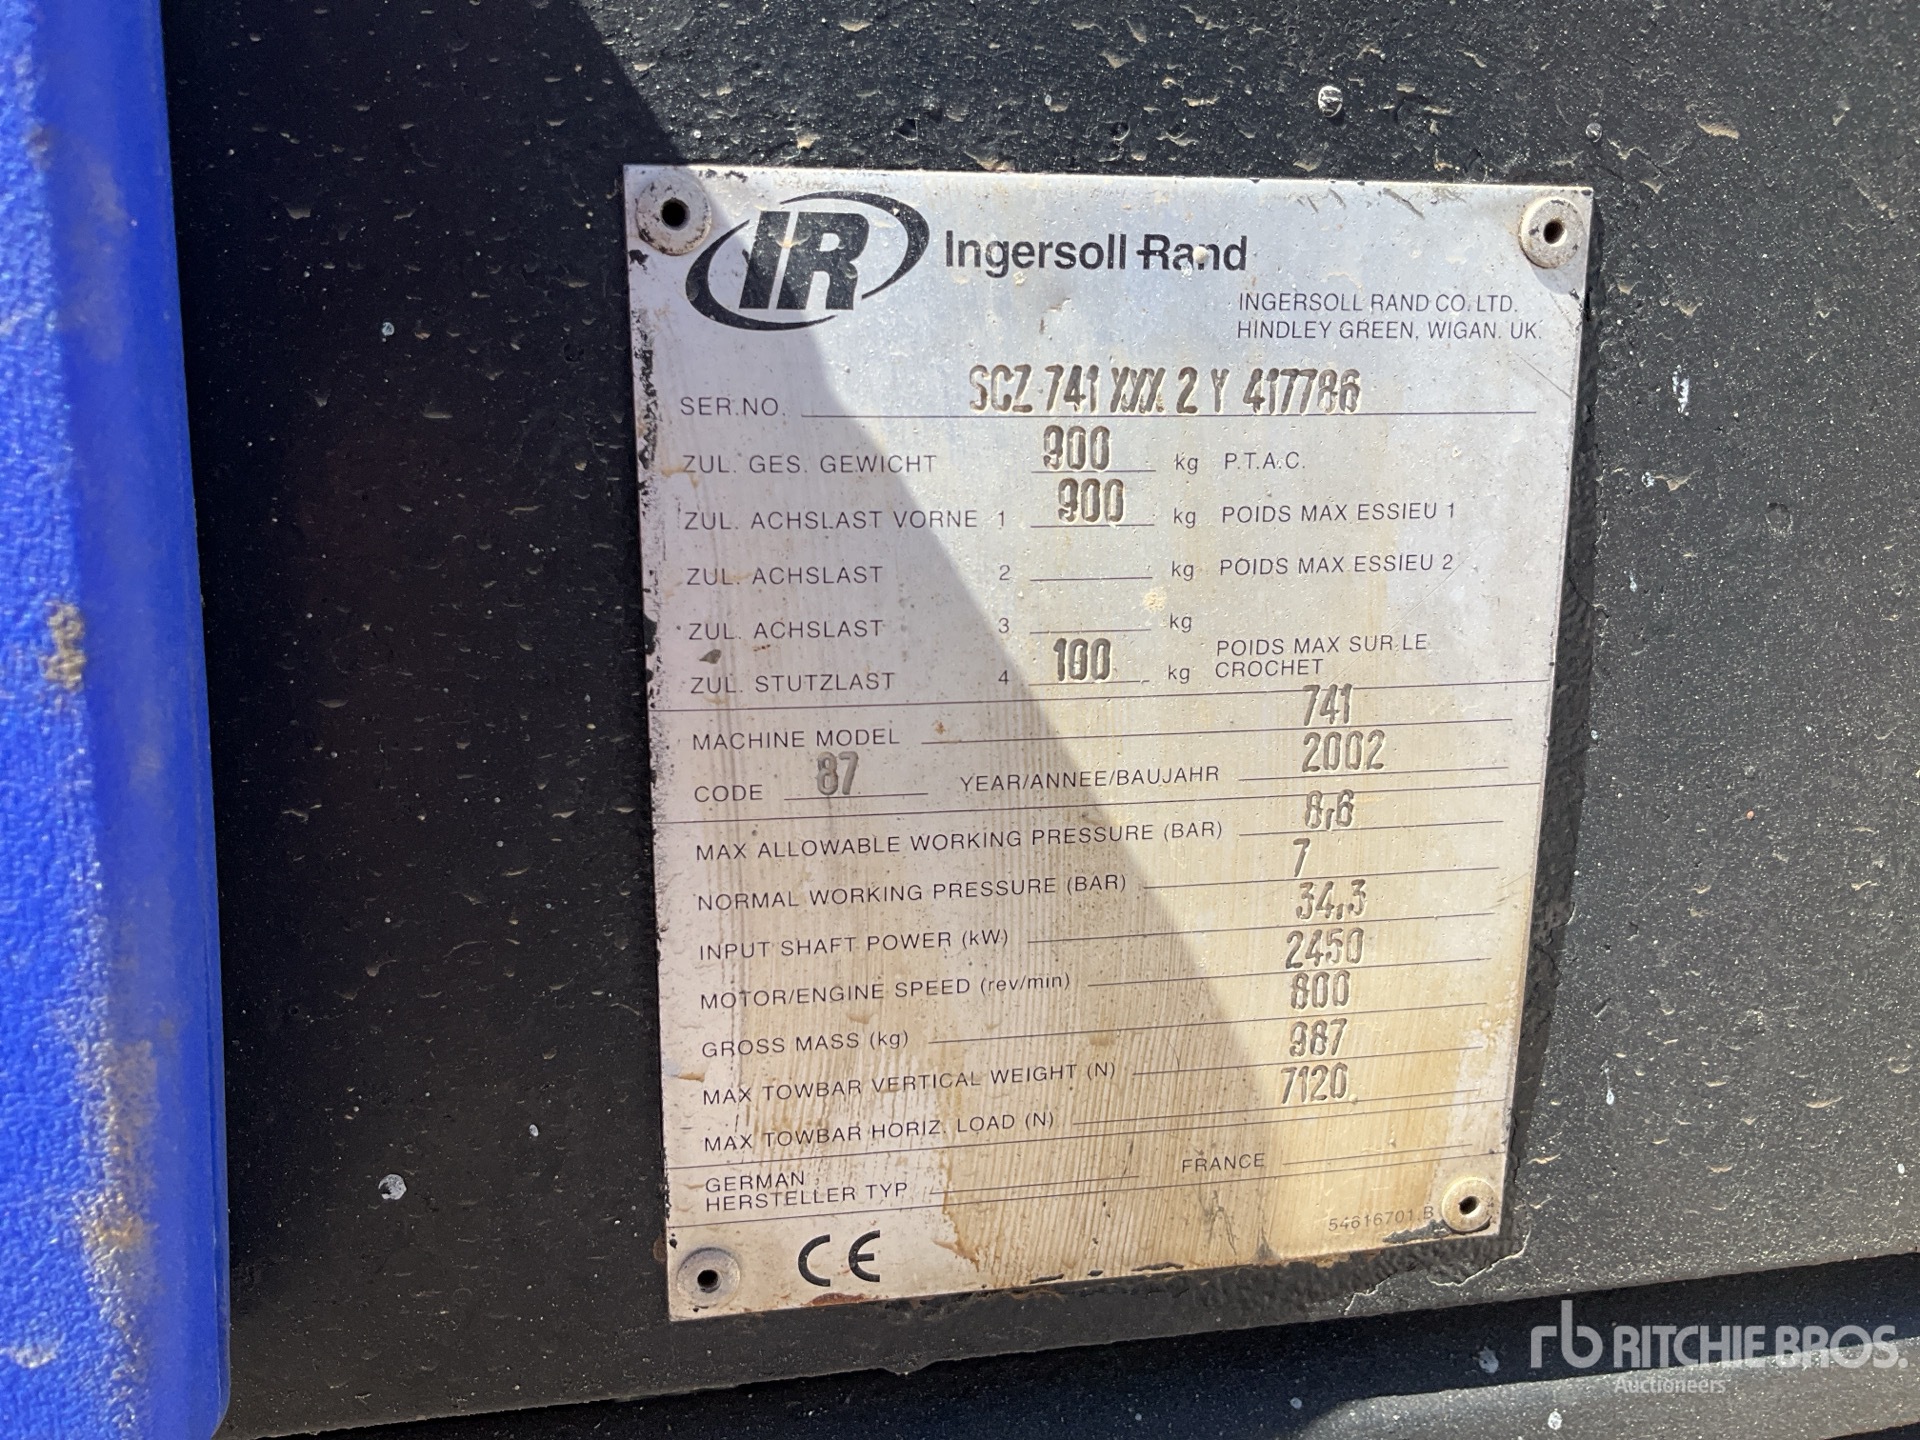 IR Ingersoll Rand
INGERSOLL RAND CO. LTD.
HINDLEY GREEN, WIGAN. UK.
SER.NO. SCZ 741 XXX 2 Y 417786
ZUL. GES. GEWICHT 900 kg P.T.A.C.
ZUL. ACHSLAST VORNE 1 900 kg POIDS MAX ESSIEU 1
ZUL. ACHSLAST 2 kg POIDS MAX ESSIEU 2
ZUL. ACHSLAST 3 kg
ZUL. STUTZLAST 4 100 kg POIDS MAX SUR LE CROCHET
MACHINE MODEL 741
CODE 87 YEAR/ANNEE/BAUJAHR 2002
MAX ALLOWABLE WORKING PRESSURE (BAR) 8,6
NORMAL WORKING PRESSURE (BAR) 7
INPUT SHAFT POWER (kW) 34,3
MOTOR/ENGINE SPEED (rev/min) 2450
GROSS MASS (kg) 800
MAX TOWBAR VERTICAL WEIGHT (N) 987
MAX TOWBAR HORIZ. LOAD (N) 7120
GERMAN FRANCE
HERSTELLER TYP
54616701.B
CE
rb RITCHIE BROS.
Auctioneers